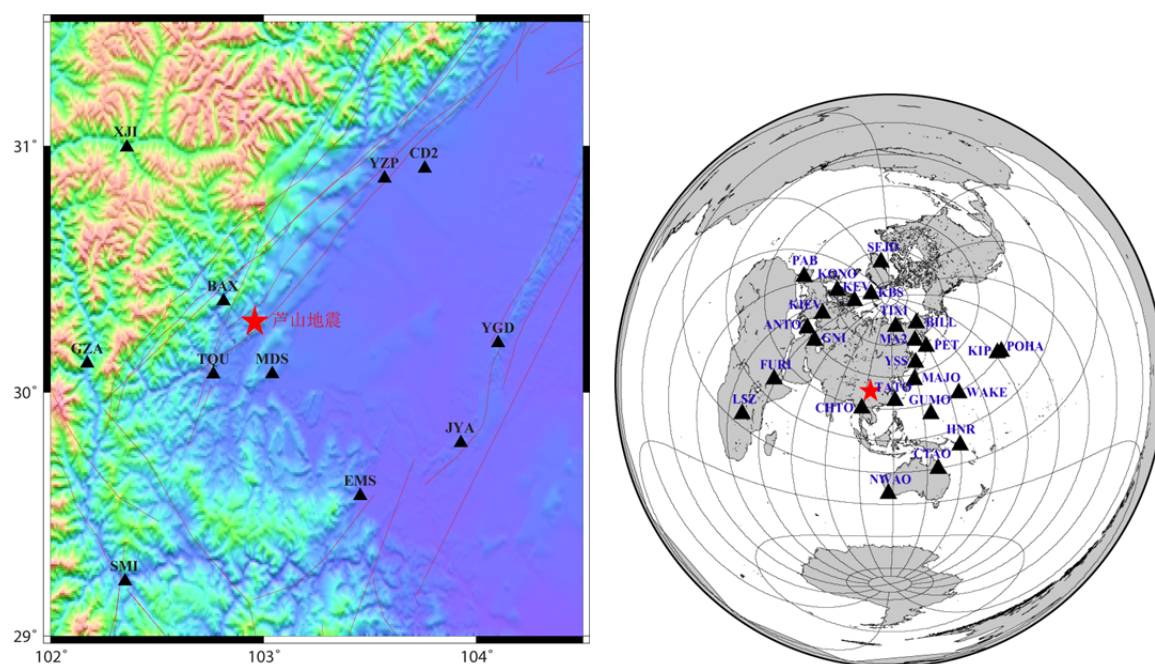 XJI
31°
YZP
CD2
BAX
芦山地震
YGD
GZA
TQU
MDS
30°
JYA
EMS
SMI
29°
102°
103°
104°
SFJD
PAB
KONO
KEV
KBS
KIEV
TIXI
ANTO
BILL
GNI
MA2
PET
KIP
POHA
FURI
YSS
MAJO
TATO
WAKE
LSZ
CHTO
GUMO
HNR
CTAO
NWAO